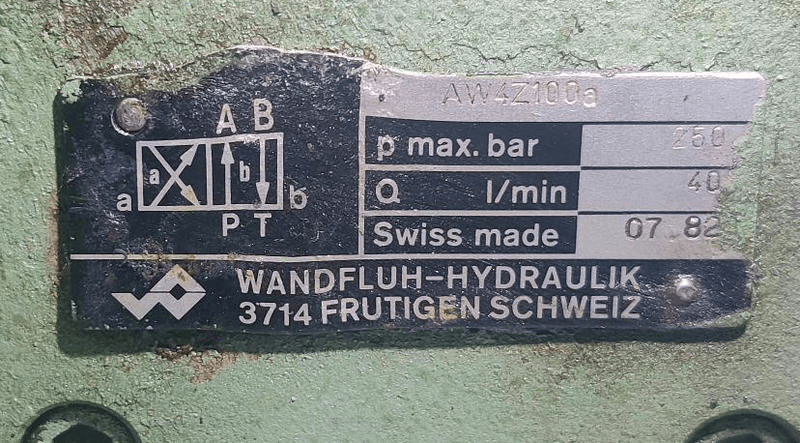 AW4Z100a
A B
a a b b
P T
p max. bar 250
Q l/min 40
Swiss made 07 82
WANDFLUH-HYDRAULIK
3714 FRUTIGEN SCHWEIZ